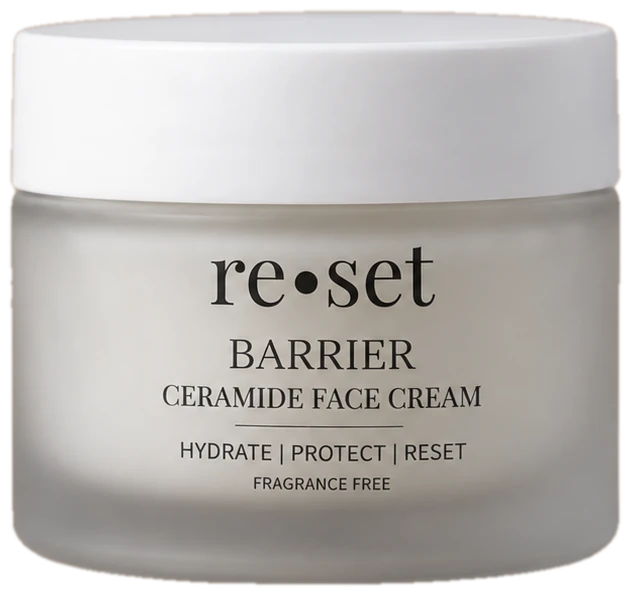 re•set
BARRIER
CERAMIDE FACE CREAM
HYDRATE | PROTECT | RESET
FRAGRANCE FREE